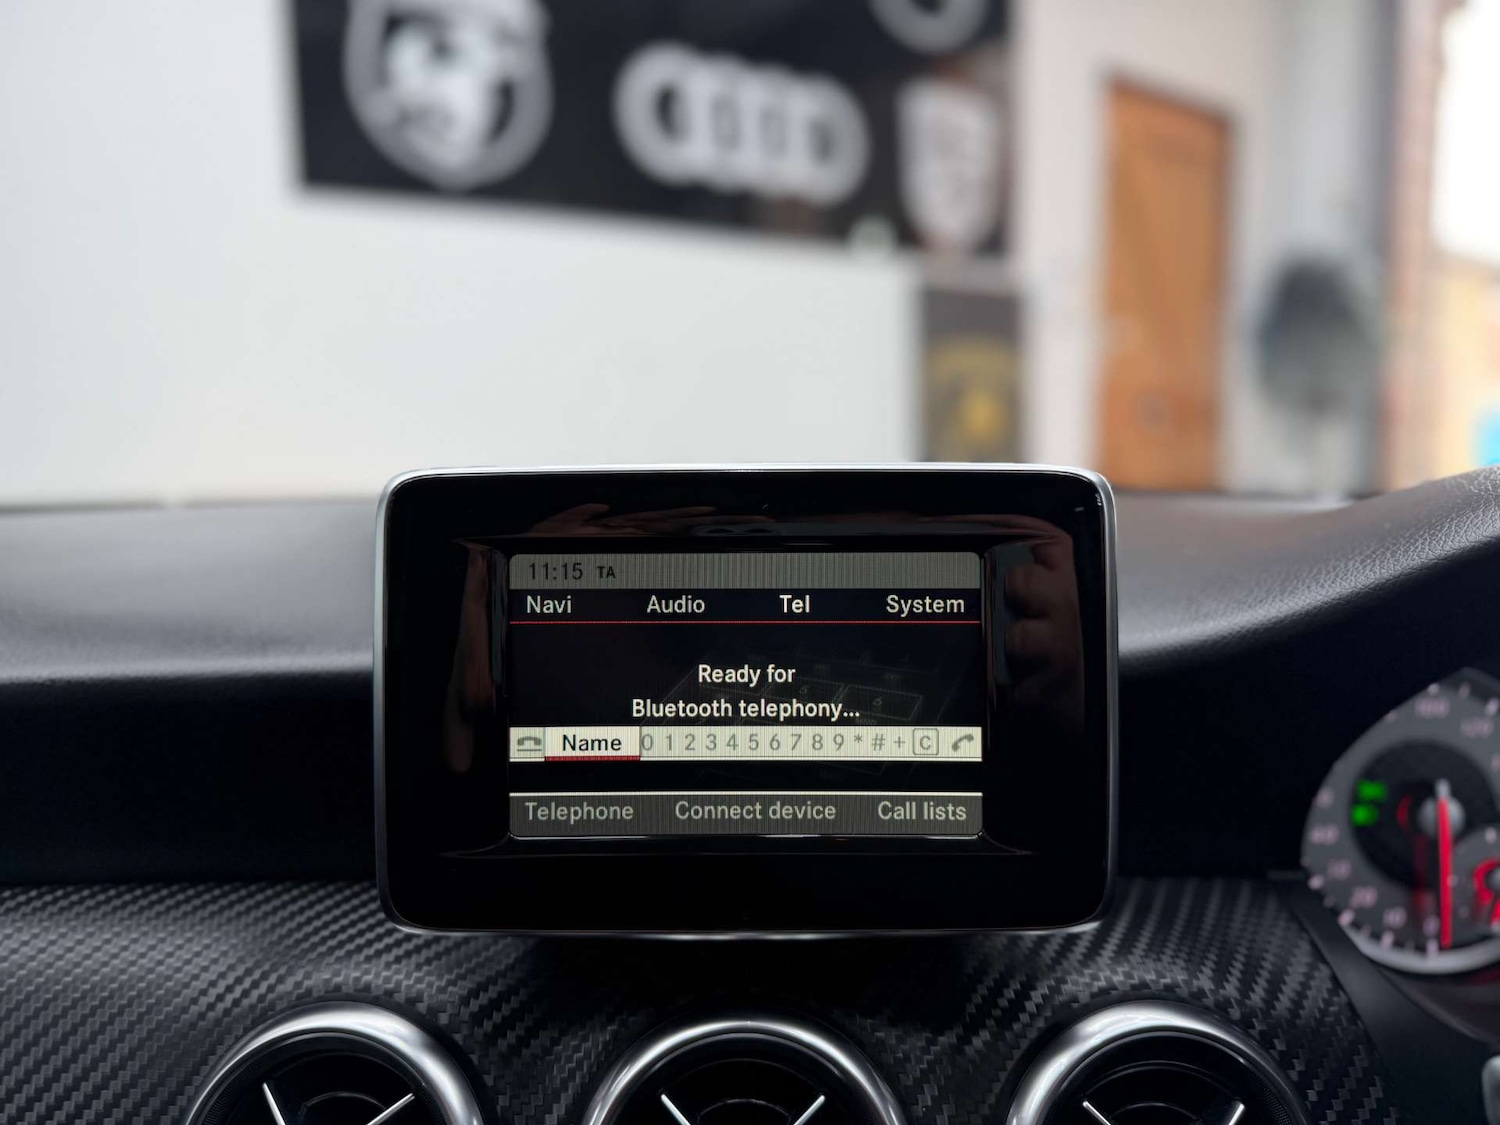 11:15 TA
Navi Audio Tel System
Ready for
Bluetooth telephony...
Name 0 1 2 3 4 5 6 7 8 9 * # + C
Telephone Connect device Call lists